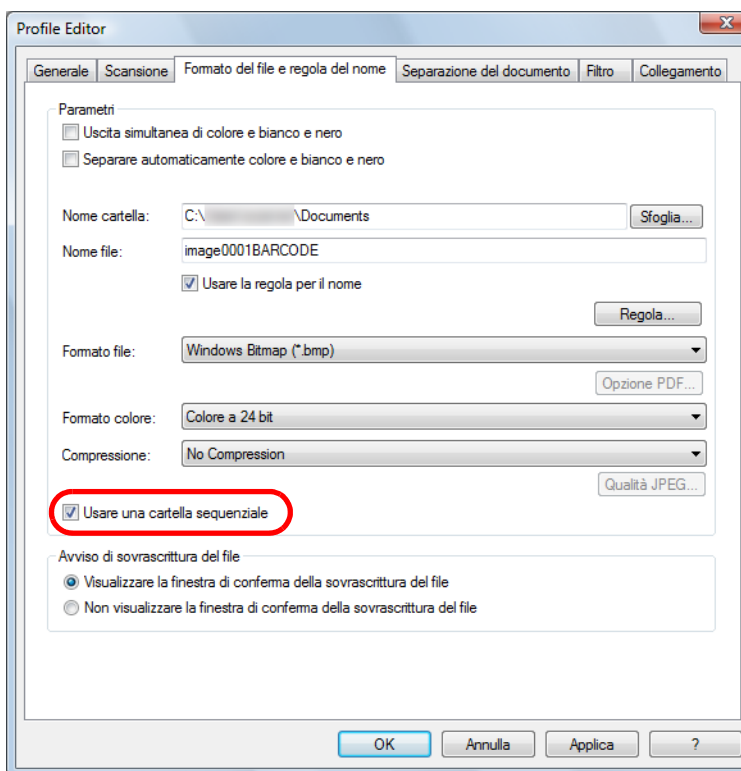 Profile Editor
Generale Scansione Formato del file e regola del nome Separazione del documento Filtro Collegamento
Parametri
Uscita simultanea di colore e bianco e nero
Separare automaticamente colore e bianco e nero
Nome cartella: C:\ \Documents Sfoglia...
Nome file: image0001BARCODE
Usare la regola per il nome
Regola...
Formato file: Windows Bitmap (*.bmp)
Opzione PDF...
Formato colore: Colore a 24 bit
Compressione: No Compression
Qualità JPEG...
Usare una cartella sequenziale
Avviso di sovrascrittura del file
Visualizzare la finestra di conferma della sovrascrittura del file
Non visualizzare la finestra di conferma della sovrascrittura del file
OK Annulla Applica ?